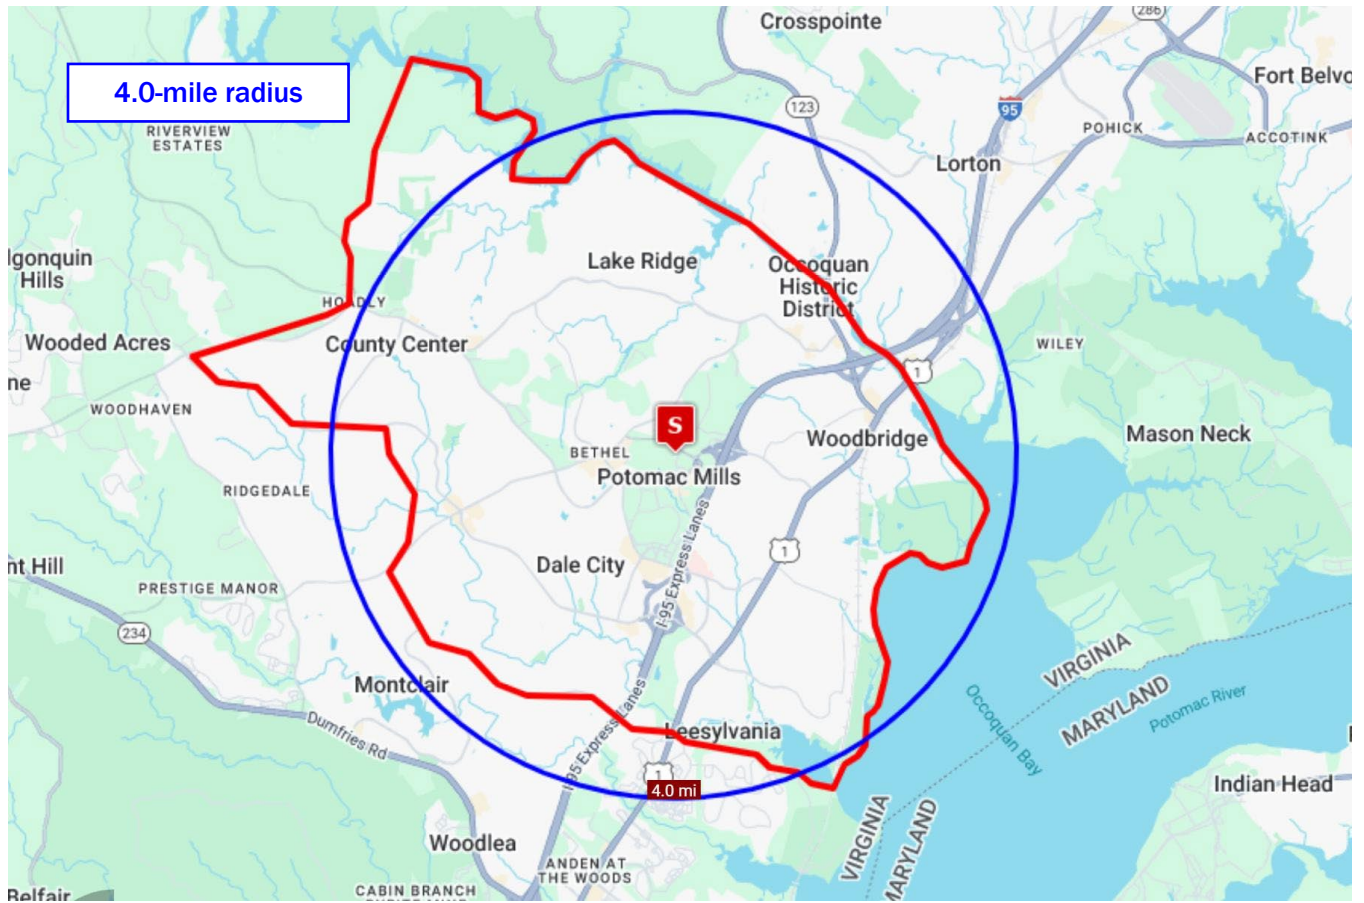 286
Crosspointe
Fort Belvo
4.0-mile radius
95
123
RIVERVIEW
ESTATES
POHICK
ACCOTINK
Lorton
lgonquin
Hills
Lake Ridge
Occoquan
Historic
District
HOADLY
Wooded Acres
County Center
WILEY
1
ne
WOODHAVEN
S
Woodbridge
Mason Neck
BETHEL
Potomac Mills
RIDGEDALE
I-95 Express Lanes
1
nt Hill
Dale City
PRESTIGE MANOR
234
VIRGINIA
MARYLAND
Potomac River
Montclair
Occoquan Bay
Dumfries Rd
I-95 Express Lanes
Leesylvania
1
4.0 mi
Indian Head
VIRGINIA
MARYLAND
Woodlea
ANDEN AT
THE WOODS
CABIN BRANCH
Belfair